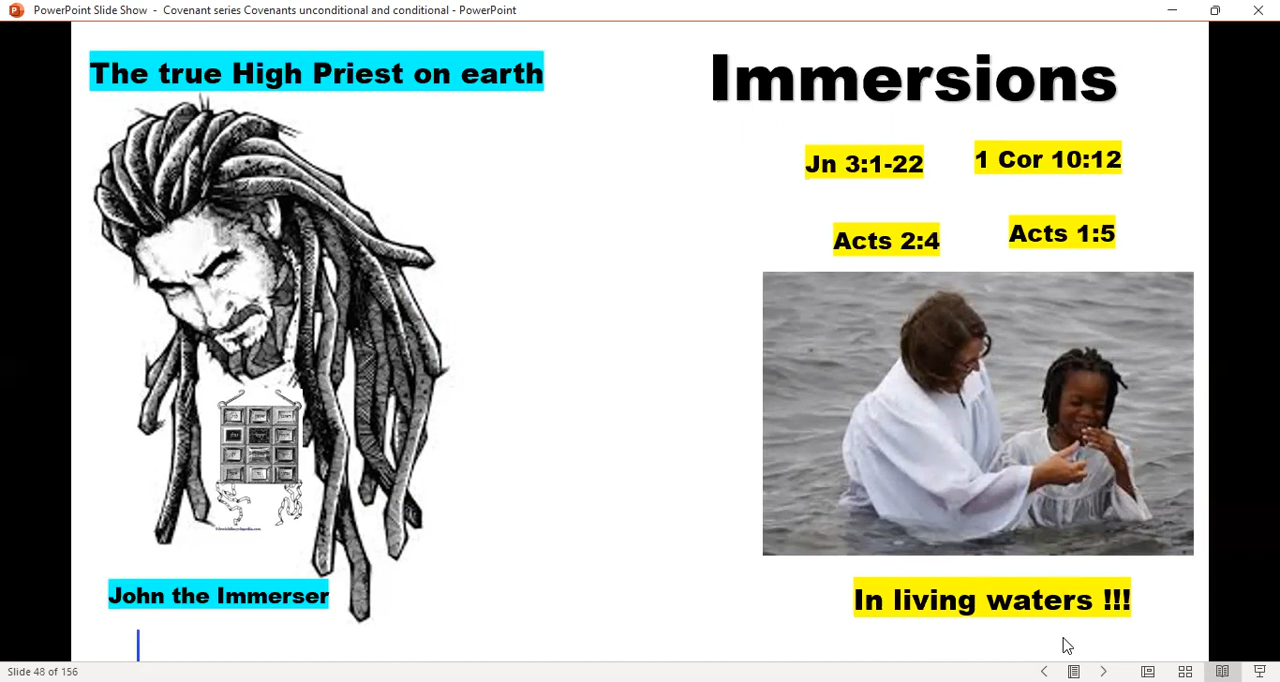 PowerPoint Slide Show - Covenant series Covenants unconditional and conditional - PowerPoint
The true High Priest on earth
Immersions
Jn 3:1-22
1 Cor 10:12
Acts 2:4
Acts 1:5
John the Immerser
In living waters !!!
Slide 48 of 156